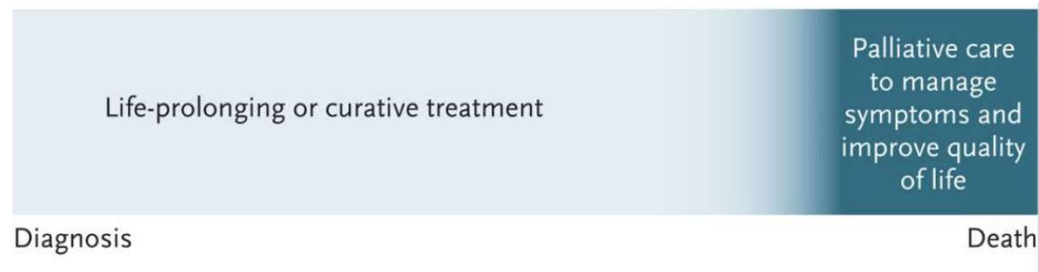 Life-prolonging or curative treatment
Palliative care
to manage
symptoms and
improve quality
of life
Diagnosis
Death